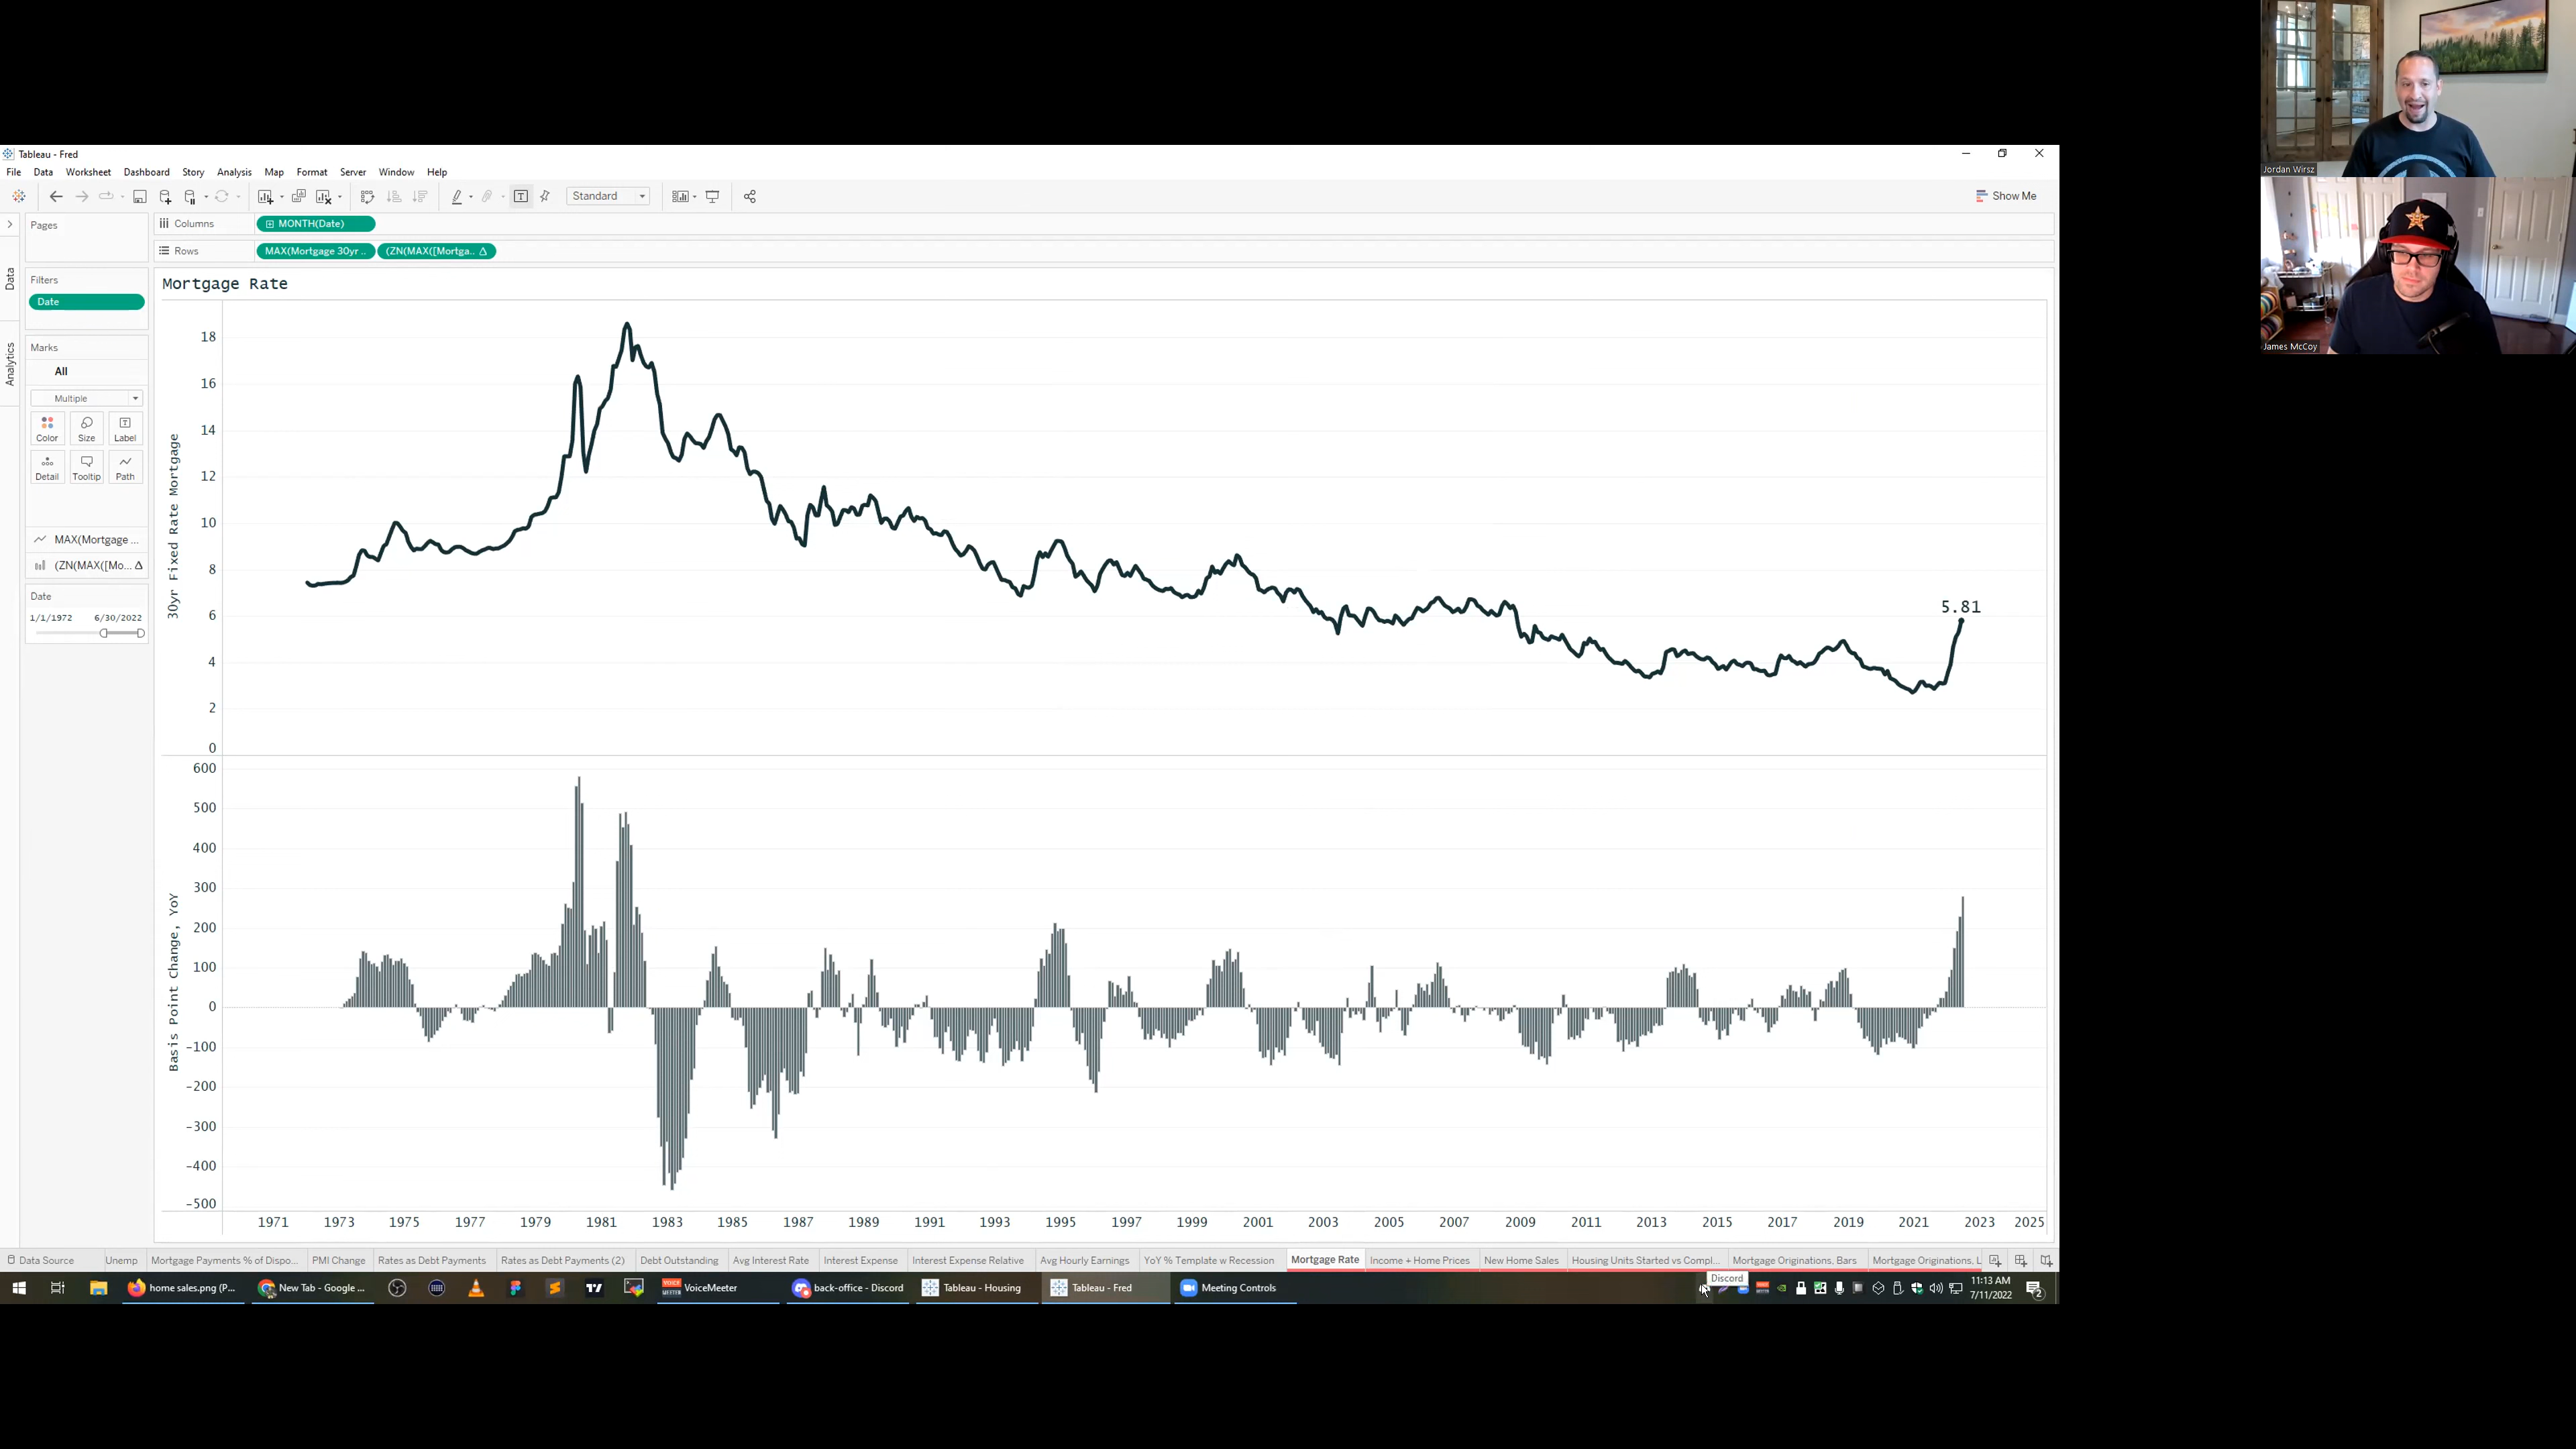 Tableau - Fred
File Data Worksheet Dashboard Story Analysis Map Format Server Window Help
Standard
Show Me
Pages
Columns
MONTH(Date)
Rows
MAX(Mortgage 30yr .. (ZN(MAX([Mortga.. Δ
Data
Analytics
Filters
Date
Marks
All
Multiple
Color Size Label
Detail Tooltip Path
MAX(Mortgage ...
(ZN(MAX([Mo... Δ
Date
1/1/1972 6/30/2022
Mortgage Rate
30yr Fixed Rate Mortgage
18
16
14
12
10
8
6
4
2
0
5.81
Basis Point Change, YoY
600
500
400
300
200
100
0
-100
-200
-300
-400
-500
1971 1973 1975 1977 1979 1981 1983 1985 1987 1989 1991 1993 1995 1997 1999 2001 2003 2005 2007 2009 2011 2013 2015 2017 2019 2021 2023 2025
Data Source Unemp Mortgage Payments % of Dispo... PMI Change Rates as Debt Payments Rates as Debt Payments (2) Debt Outstanding Avg Interest Rate Interest Expense Interest Expense Relative Avg Hourly Earnings YoY % Template w Recession Mortgage Rate Income + Home Prices New Home Sales Housing Units Started vs Compl... Mortgage Originations, Bars Mortgage Originations, L
Discord
home sales.png (P... New Tab - Google ... VoiceMeeter back-office - Discord Tableau - Housing Tableau - Fred Meeting Controls
11:13 AM
7/11/2022
2
Jordan Wirsz
James McCoy